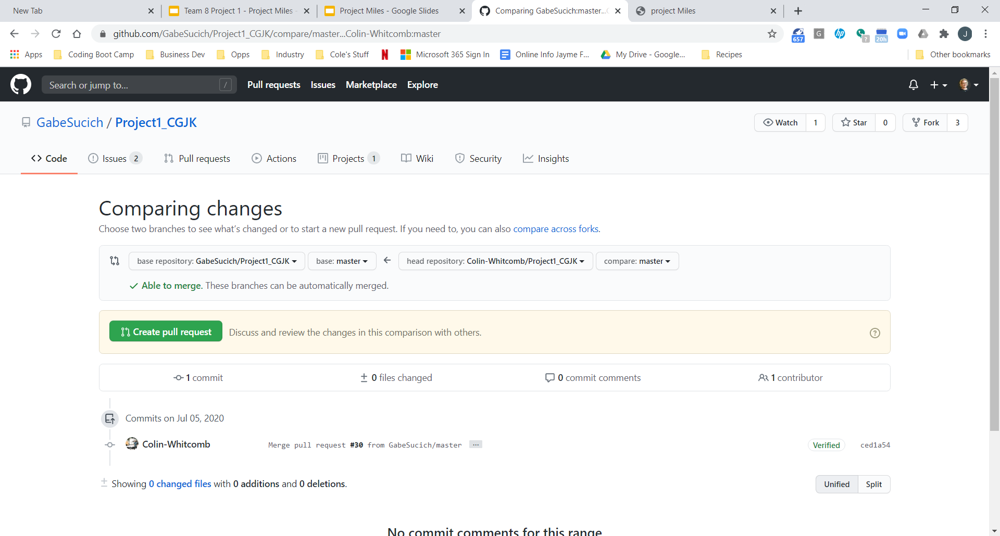 New Tab
Team 8 Project 1 - Project Miles -
Project Miles - Google Slides
Comparing GabeSucich:master...
project Miles
github.com/GabeSucich/Project1_CGJK/compare/master...Colin-Whitcomb:master
657
G
hp
?
20h
J
Apps
Coding Boot Camp
Business Dev
Opps
Industry
Cole's Stuff
N
Microsoft 365 Sign In
Online Info Jayme F...
My Drive - Google...
Recipes
Other bookmarks
Search or jump to...
/
Pull requests
Issues
Marketplace
Explore
GabeSucich / Project1_CGJK
Watch 1
Star 0
Fork 3
Code
Issues 2
Pull requests
Actions
Projects 1
Wiki
Security
Insights
Comparing changes
Choose two branches to see what's changed or to start a new pull request. If you need to, you can also compare across forks.
base repository: GabeSucich/Project1_CGJK
base: master
head repository: Colin-Whitcomb/Project1_CGJK
compare: master
Able to merge. These branches can be automatically merged.
Create pull request
Discuss and review the changes in this comparison with others.
?
1 commit
0 files changed
0 commit comments
1 contributor
Commits on Jul 05, 2020
Colin-Whitcomb
Merge pull request #30 from GabeSucich/master ...
Verified
ced1a54
Showing 0 changed files with 0 additions and 0 deletions.
Unified
Split
No commit comments for this range